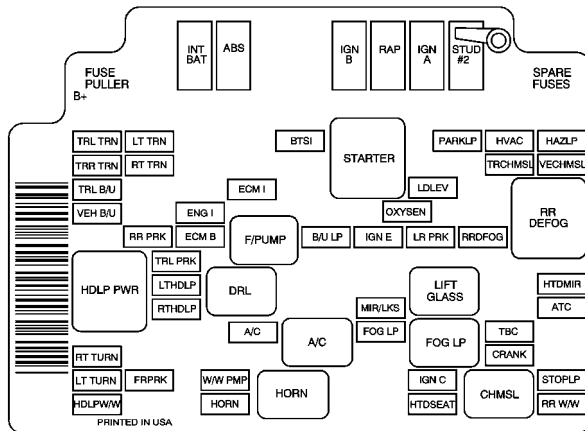 INT BAT
ABS
IGN B
RAP
IGN A
STUD #2
FUSE PULLER
B+
SPARE FUSES
TRL TRN
LT TRN
BTSI
STARTER
PARKLP
HVAC
HAZLP
TRR TRN
RT TRN
TRCHMSL
VECHMSL
TRL B/U
ECM I
LDLEV
RR DEFOG
VEH B/U
ENG I
OXYSEN
RR PRK
ECM B
F/PUMP
B/U LP
IGN E
LR PRK
RRDFOG
HDLP PWR
TRL PRK
LTHDLP
RTHDLP
DRL
LIFT GLASS
HTDMIR
ATC
MIR/LKS
A/C
A/C
FOG LP
FOG LP
TBC
CRANK
RT TURN
LT TURN
FRPRK
W/W PMP
HORN
IGN C
CHMSL
STOPLP
HDLPW/W
HORN
HTDSEAT
RR W/W
PRINTED IN USA